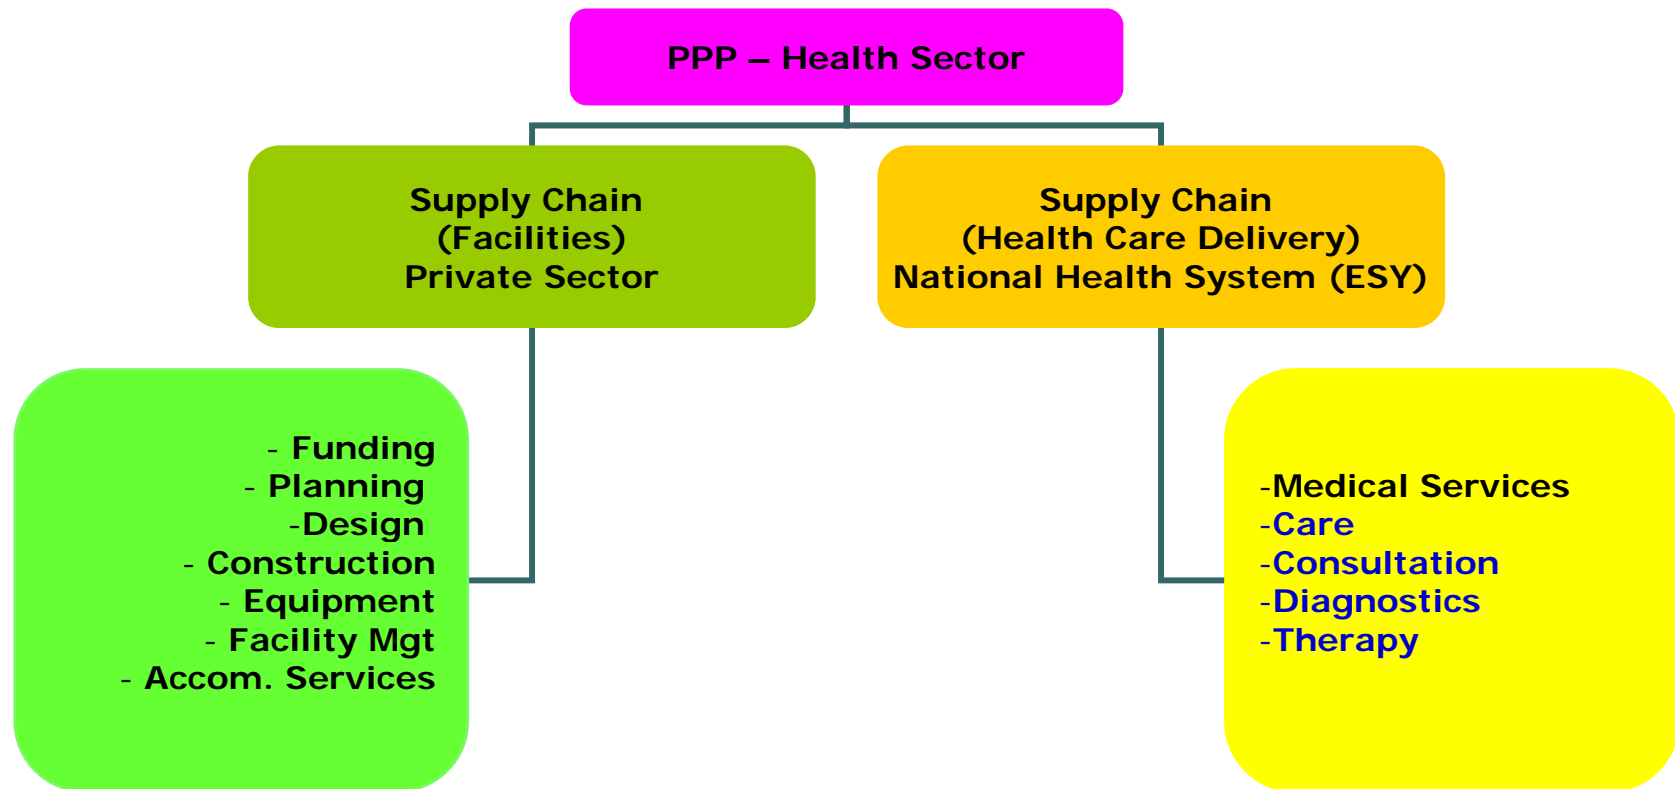 PPP – Health Sector
Supply Chain
(Facilities)
Private Sector
Supply Chain
(Health Care Delivery)
National Health System (ESY)
- Funding
- Planning
-Design
- Construction
- Equipment
- Facility Mgt
- Accom. Services
-Medical Services
-Care
-Consultation
-Diagnostics
-Therapy